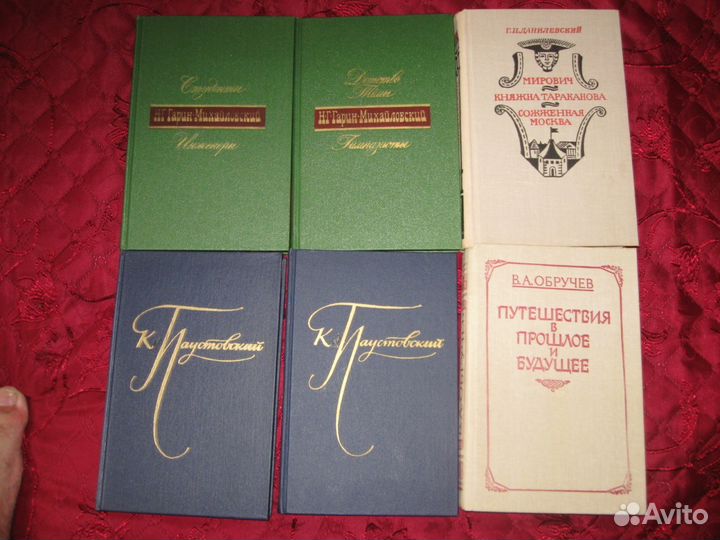 Студенты
Н·Г·Гарин-Михайловский
Инженеры
Детство
Тёмы
Н·Г·Гарин-Михайловский
Гимназисты
Г.П.ДАНИЛЕВСКИЙ
МИРОВИЧ
КНЯЖНА ТАРАКАНОВА
СОЖЖЕННАЯ
МОСКВА
К. Паустовский
К. Паустовский
В.А.ОБРУЧЕВ
ПУТЕШЕСТВИЯ
В
ПРОШЛОЕ
И
БУДУЩЕЕ
Avito